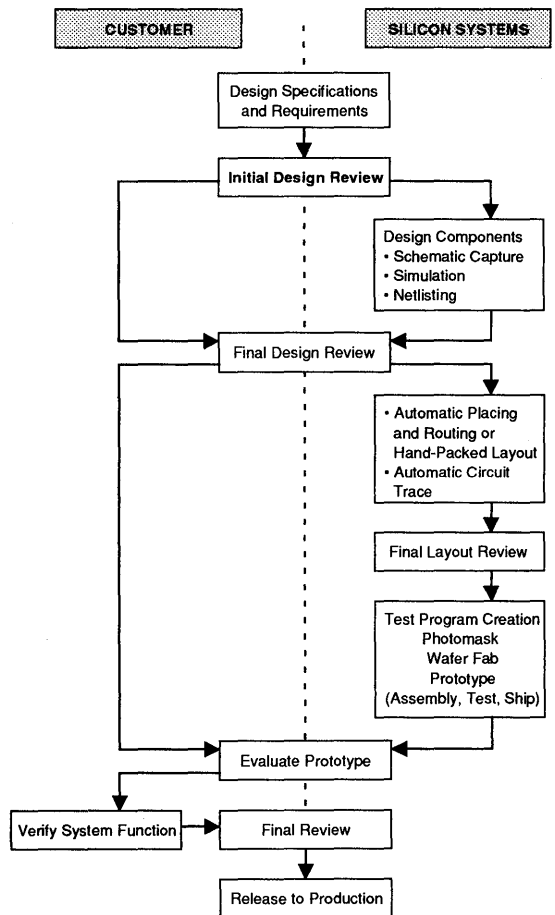 CUSTOMER
SILICON SYSTEMS
Design Specifications
and Requirements
Initial Design Review
Design Components
• Schematic Capture
• Simulation
• Netlisting
Final Design Review
• Automatic Placing
and Routing or
Hand-Packed Layout
• Automatic Circuit
Trace
Final Layout Review
Test Program Creation
Photomask
Wafer Fab
Prototype
(Assembly, Test, Ship)
Evaluate Prototype
Verify System Function
Final Review
Release to Production